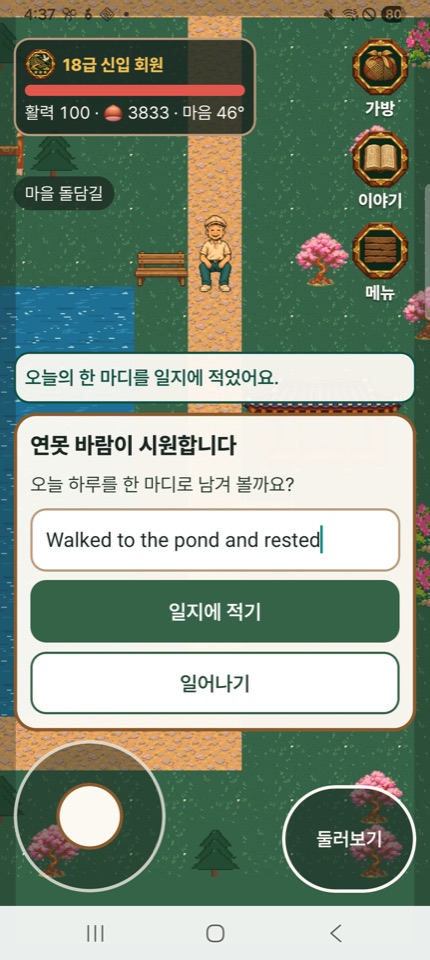 4:37
80
18급 신입 회원
활력 100 · 3833 · 마음 46°
가방
마을 돌담길
이야기
메뉴
오늘의 한 마디를 일지에 적었어요.
연못 바람이 시원합니다
오늘 하루를 한 마디로 남겨 볼까요?
Walked to the pond and rested
일지에 적기
일어나기
둘러보기